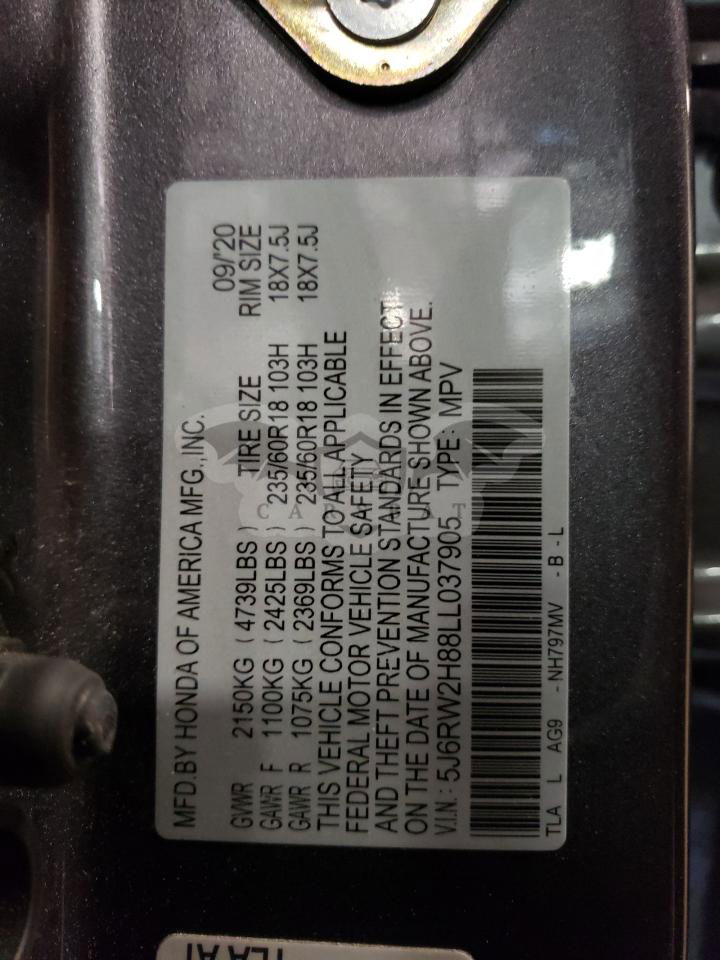 MFD. BY HONDA OF AMERICA MFG., INC. 09/'20
GVWR 2150KG ( 4739LBS ) TIRE SIZE RIM SIZE
GAWR F 1100KG ( 2425LBS ) 235/60R18 103H 18X7.5J
GAWR R 1075KG ( 2369LBS ) 235/60R18 103H 18X7.5J
THIS VEHICLE CONFORMS TO ALL APPLICABLE
FEDERAL MOTOR VEHICLE SAFETY
AND THEFT PREVENTION STANDARDS IN EFFECT
ON THE DATE OF MANUFACTURE SHOWN ABOVE.
V.I.N.: 5J6RW2H88LL037905 TYPE: MPV
TLA L AG9 -NH797MV -B-L